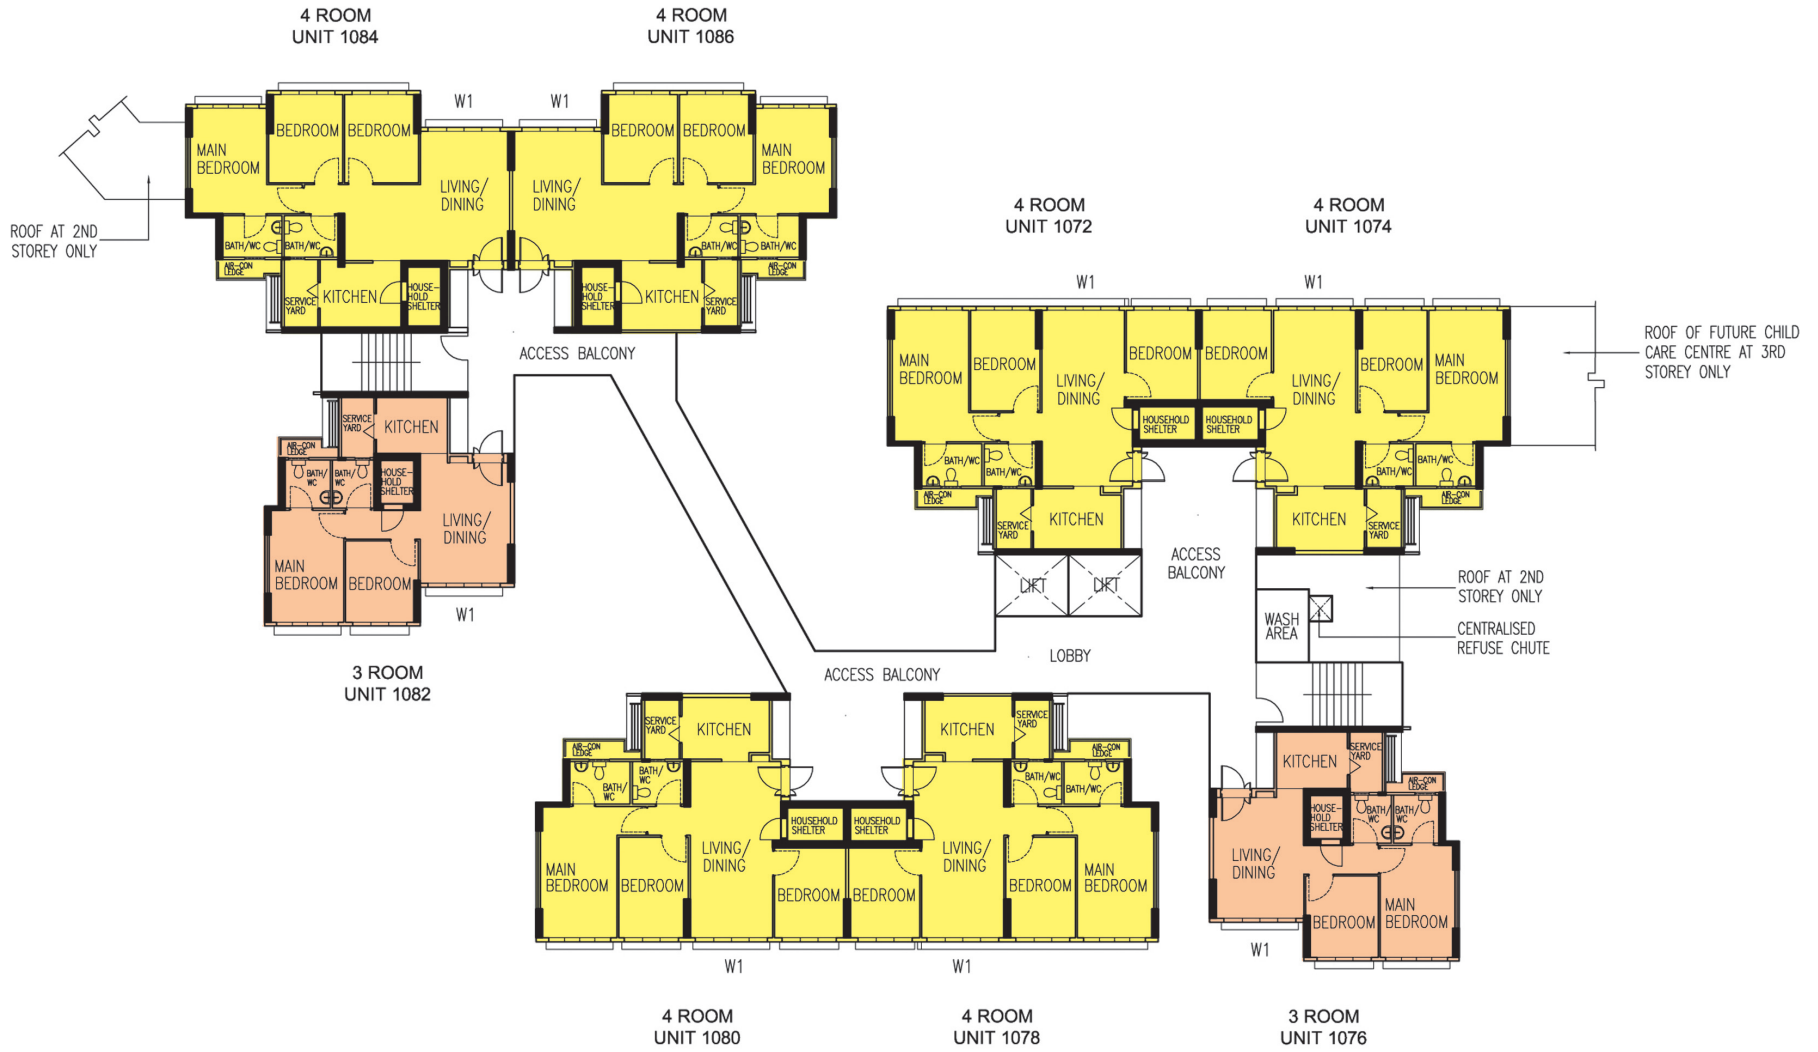 4 ROOM
UNIT 1084
4 ROOM
UNIT 1086
W1
W1
BEDROOM
BEDROOM
MAIN
BEDROOM
LIVING/
DINING
BATH/WC
BATH/WC
AIR-CON
LEDGE
SERVICE
YARD
KITCHEN
HOUSE-
HOLD
SHELTER
LIVING/
DINING
BEDROOM
BEDROOM
MAIN
BEDROOM
BATH/WC
BATH/WC
AIR-CON
LEDGE
HOUSE-
HOLD
SHELTER
KITCHEN
SERVICE
YARD
ROOF AT 2ND
STOREY ONLY
ACCESS BALCONY
4 ROOM
UNIT 1072
4 ROOM
UNIT 1074
W1
W1
MAIN
BEDROOM
BEDROOM
LIVING/
DINING
BEDROOM
HOUSEHOLD
SHELTER
BATH/WC
BATH/WC
AIR-CON
LEDGE
SERVICE
YARD
KITCHEN
BEDROOM
LIVING/
DINING
BEDROOM
MAIN
BEDROOM
HOUSEHOLD
SHELTER
BATH/WC
BATH/WC
AIR-CON
LEDGE
KITCHEN
SERVICE
YARD
ROOF OF FUTURE CHILD
CARE CENTRE AT 3RD
STOREY ONLY
SERVICE
YARD
KITCHEN
AIR-CON
LEDGE
BATH/
WC
BATH/
WC
HOUSE-
HOLD
SHELTER
LIVING/
DINING
MAIN
BEDROOM
BEDROOM
W1
3 ROOM
UNIT 1082
LIFT
LIFT
ACCESS
BALCONY
ROOF AT 2ND
STOREY ONLY
WASH
AREA
CENTRALISED
REFUSE CHUTE
LOBBY
ACCESS BALCONY
SERVICE
YARD
KITCHEN
AIR-CON
LEDGE
BATH/
WC
BATH/
WC
HOUSEHOLD
SHELTER
LIVING/
DINING
MAIN
BEDROOM
BEDROOM
BEDROOM
W1
KITCHEN
SERVICE
YARD
AIR-CON
LEDGE
BATH/WC
BATH/WC
HOUSEHOLD
SHELTER
LIVING/
DINING
BEDROOM
BEDROOM
MAIN
BEDROOM
W1
KITCHEN
SERVICE
YARD
AIR-CON
LEDGE
HOUSE-
HOLD
SHELTER
BATH/
WC
BATH/
WC
LIVING/
DINING
BEDROOM
MAIN
BEDROOM
W1
4 ROOM
UNIT 1080
4 ROOM
UNIT 1078
3 ROOM
UNIT 1076